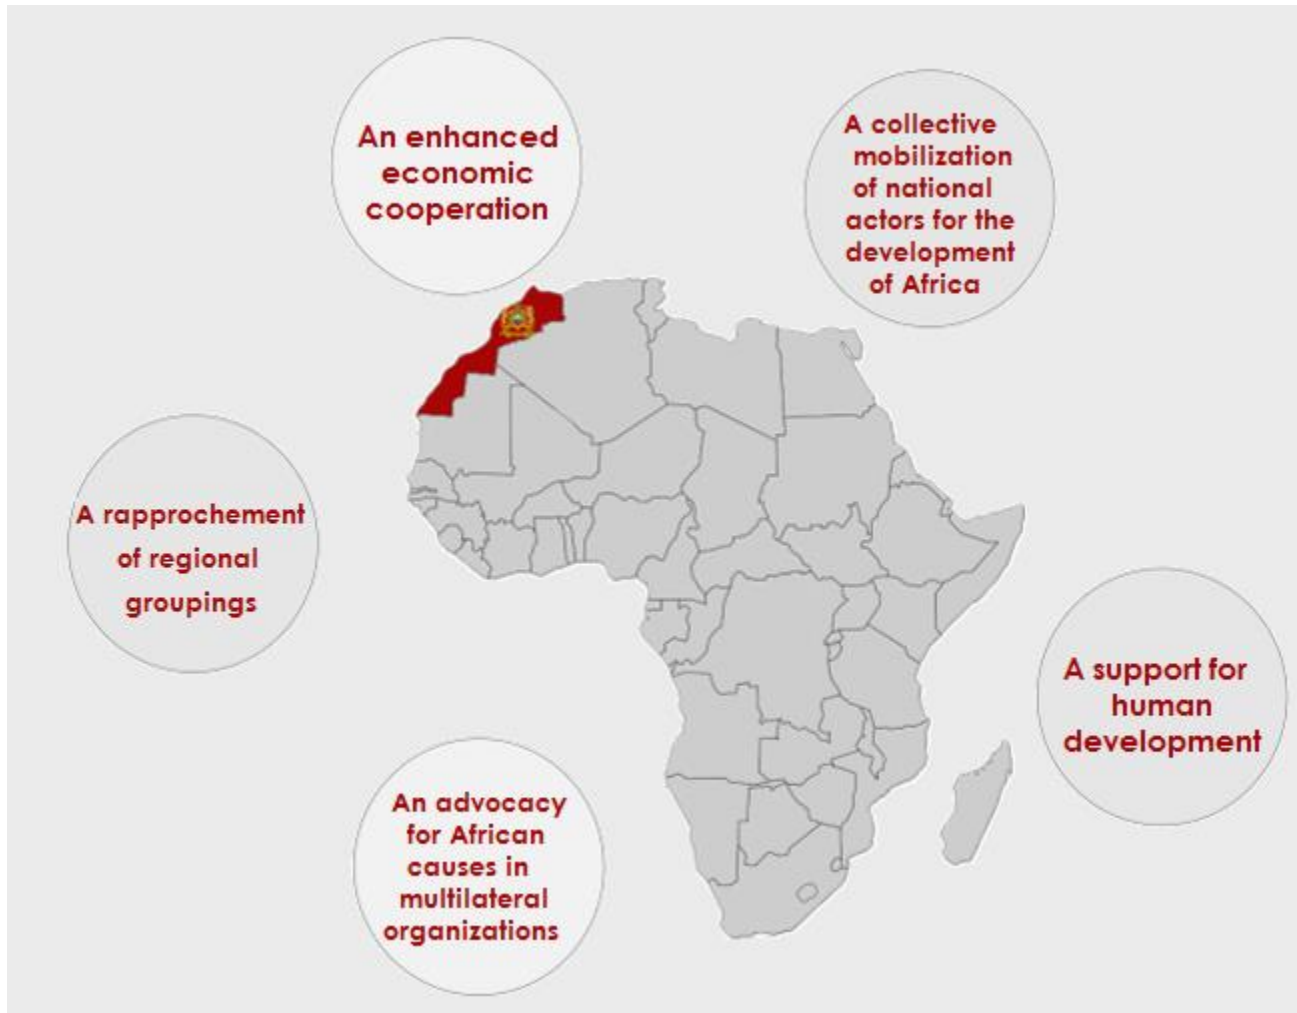 An enhanced
economic
cooperation
A collective
mobilization
of national
actors for the
development
of Africa
A rapprochement
of regional
groupings
A support for
human
development
An advocacy
for African
causes in
multilateral
organizations